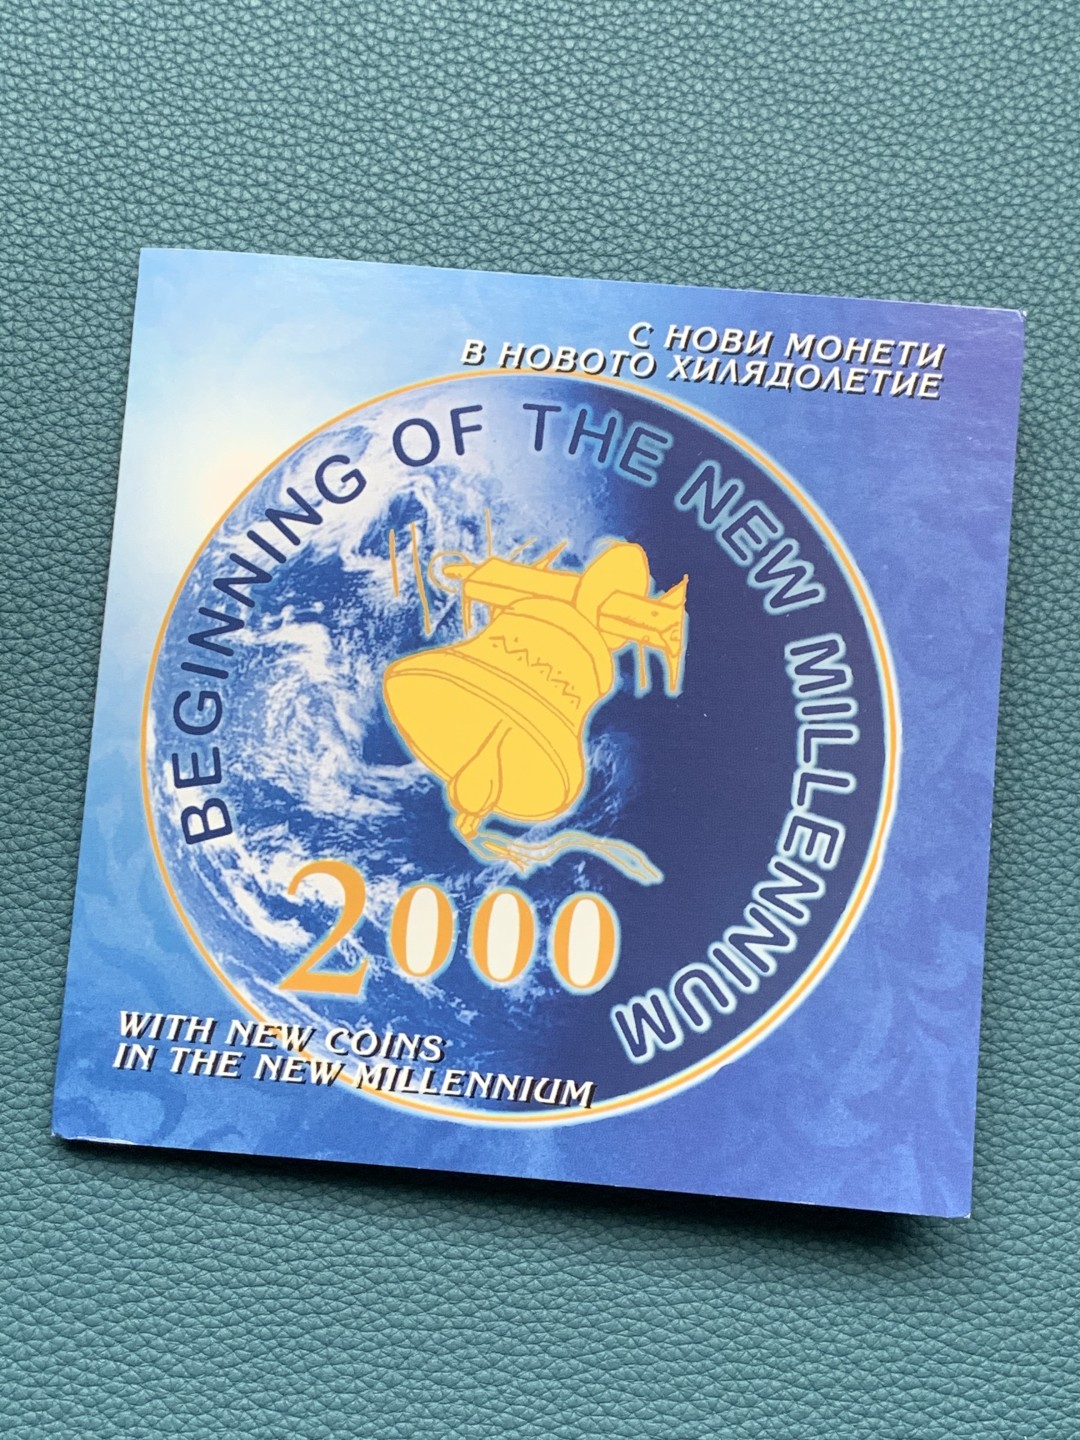 С НОВИ МОНЕТИ
В НОВОТО ХИЛЯДОЛЕТИЕ
BEGINNING OF THE NEW MILLENNIUM
2000
WITH NEW COINS
IN THE NEW MILLENNIUM